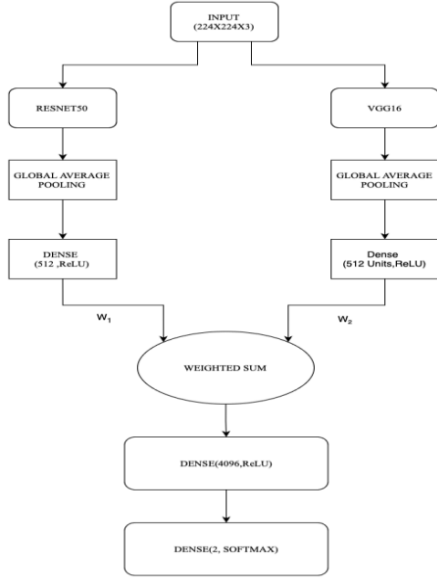 INPUT
(224X224X3)
RESNET50
VGG16
GLOBAL AVERAGE
POOLING
GLOBAL AVERAGE
POOLING
DENSE
(512 ,ReLU)
Dense
(512 Units,ReLU)
W1
W2
WEIGHTED SUM
DENSE(4096,ReLU)
DENSE(2, SOFTMAX)